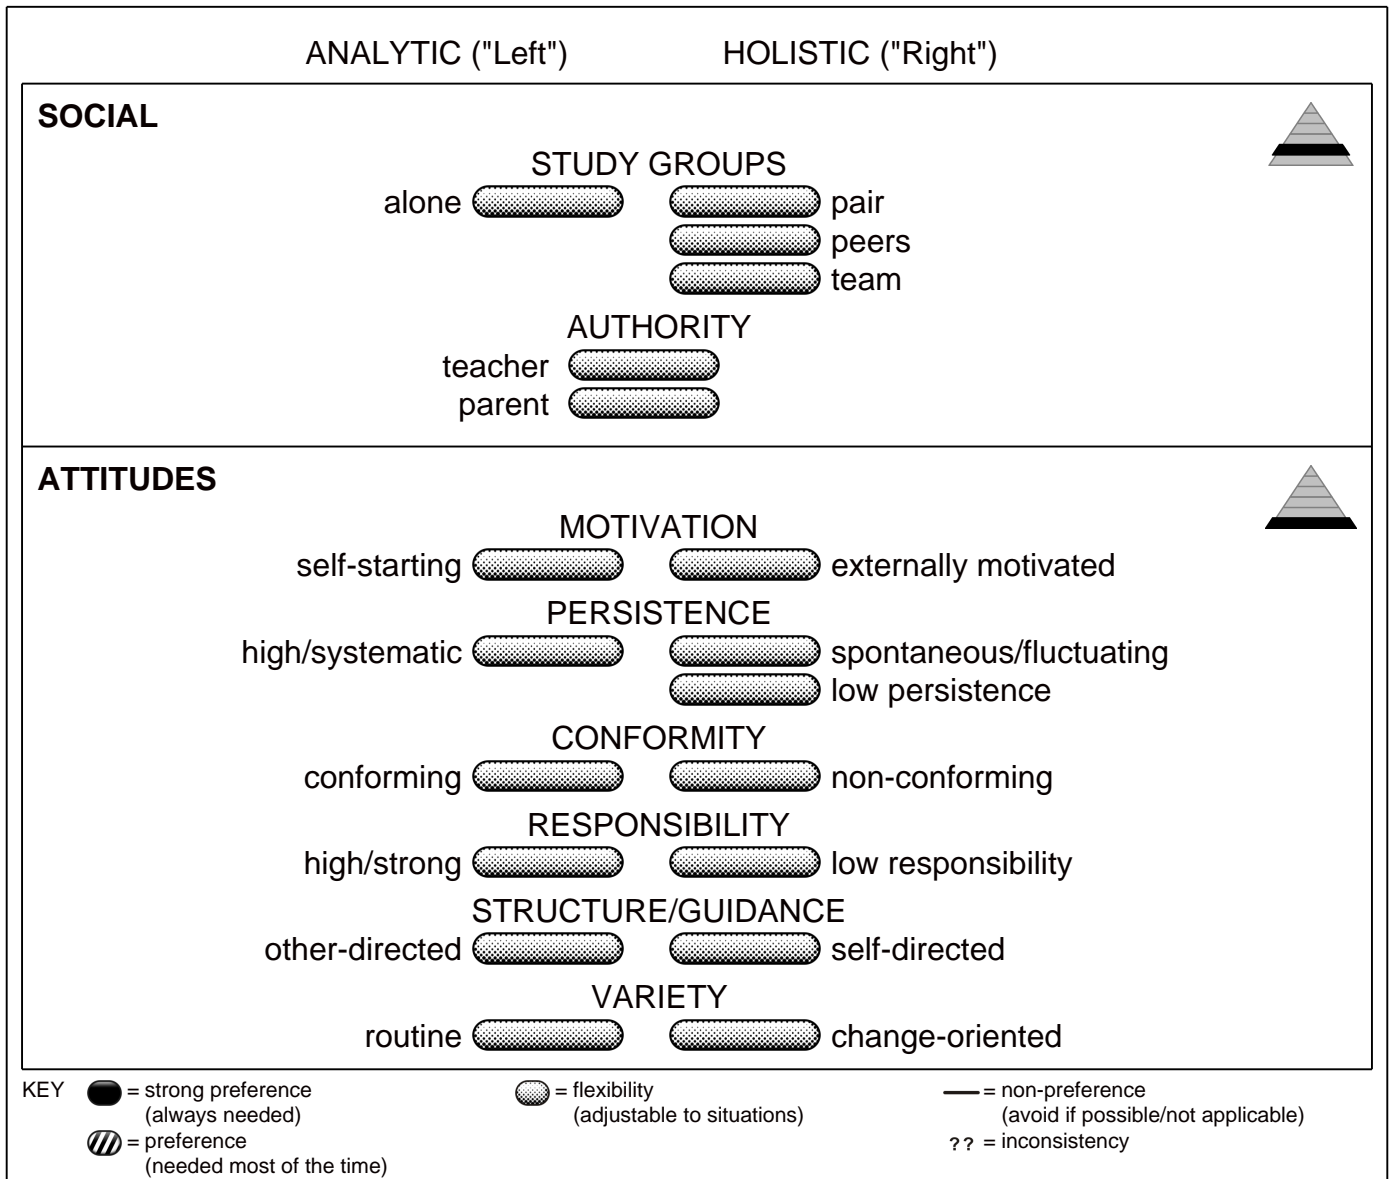 ANALYTIC ("Left") HOLISTIC ("Right")
SOCIAL
STUDY GROUPS
alone pair
peers
team
AUTHORITY
teacher
parent
ATTITUDES
MOTIVATION
self-starting externally motivated
PERSISTENCE
high/systematic spontaneous/fluctuating
low persistence
CONFORMITY
conforming non-conforming
RESPONSIBILITY
high/strong low responsibility
STRUCTURE/GUIDANCE
other-directed self-directed
VARIETY
routine change-oriented
KEY = strong preference = flexibility = non-preference
(always needed) (adjustable to situations) (avoid if possible/not applicable)
= preference ?? = inconsistency
(needed most of the time)